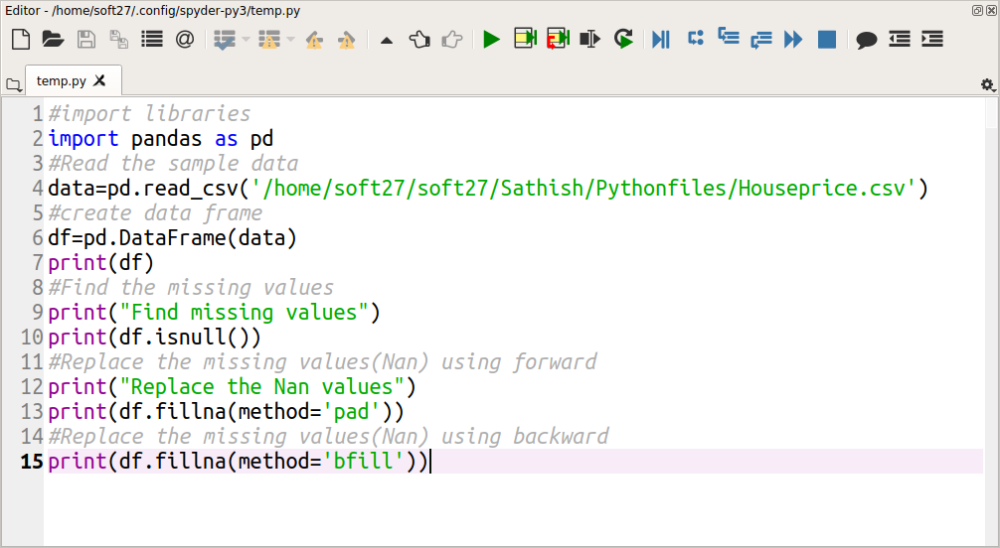 Editor - /home/soft27/.config/spyder-py3/temp.py
temp.py
1 #import libraries
2 import pandas as pd
3 #Read the sample data
4 data=pd.read_csv('/home/soft27/soft27/Sathish/Pythonfiles/Houseprice.csv')
5 #create data frame
6 df=pd.DataFrame(data)
7 print(df)
8 #Find the missing values
9 print("Find missing values")
10 print(df.isnull())
11 #Replace the missing values(Nan) using forward
12 print("Replace the Nan values")
13 print(df.fillna(method='pad'))
14 #Replace the missing values(Nan) using backward
15 print(df.fillna(method='bfill'))